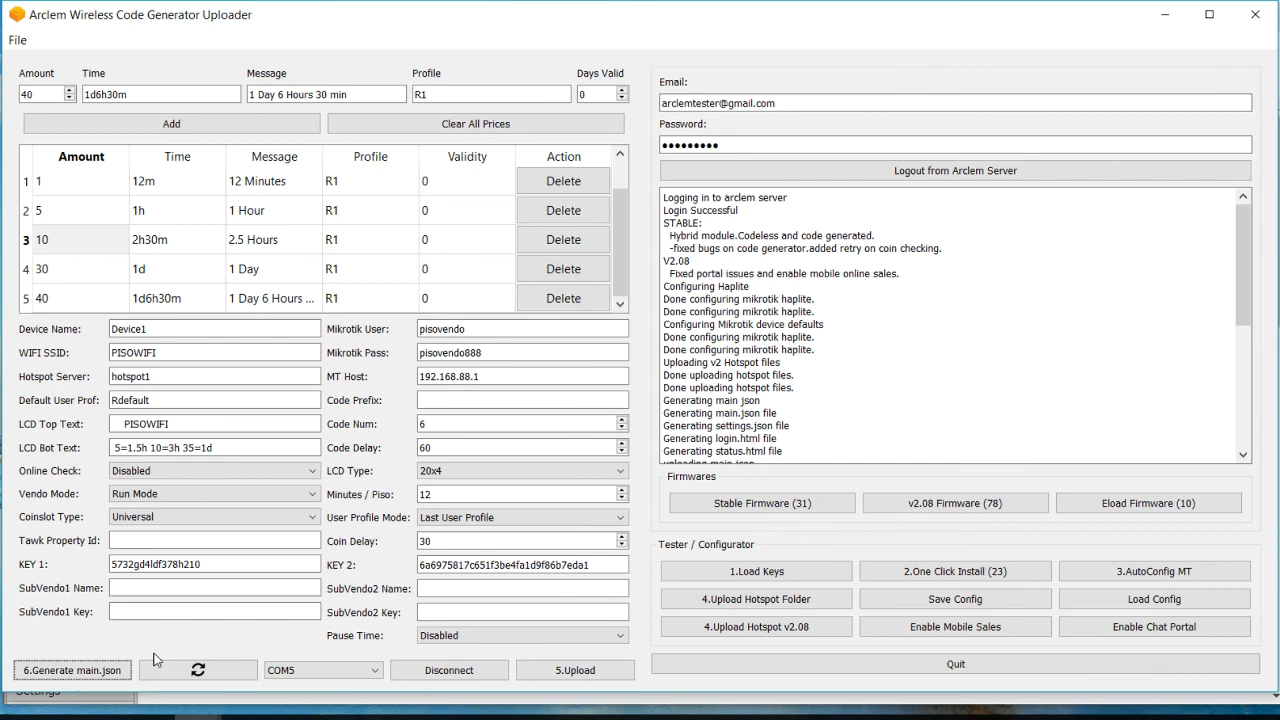 Arclem Wireless Code Generator Uploader
File
Amount Time Message Profile Days Valid
40 1d6h30m 1 Day 6 Hours 30 min R1 0
Add Clear All Prices
Amount Time Message Profile Validity Action
1 1 12m 12 Minutes R1 0 Delete
2 5 1h 1 Hour R1 0 Delete
3 10 2h30m 2.5 Hours R1 0 Delete
4 30 1d 1 Day R1 0 Delete
5 40 1d6h30m 1 Day 6 Hours ... R1 0 Delete
Device Name: Device1 Mikrotik User: pisovendo
WIFI SSID: PISOWIFI Mikrotik Pass: pisovendo888
Hotspot Server: hotspot1 MT Host: 192.168.88.1
Default User Prof: Rdefault Code Prefix:
LCD Top Text: PISOWIFI Code Num: 6
LCD Bot Text: 5=1.5h 10=3h 35=1d Code Delay: 60
Online Check: Disabled LCD Type: 20x4
Vendo Mode: Run Mode Minutes / Piso: 12
Coinslot Type: Universal User Profile Mode: Last User Profile
Tawk Property Id: Coin Delay: 30
KEY 1: 5732gd4ldf378h210 KEY 2: 6a6975817c651f3be4fa1d9f86b7eda1
SubVendo1 Name: SubVendo2 Name:
SubVendo1 Key: SubVendo2 Key:
Pause Time: Disabled
6.Generate main.json COM5 Disconnect 5.Upload
Settings
Email:
arclemtester@gmail.com
Password:
●●●●●●●●●
Logout from Arclem Server
Logging in to arclem server
Login Successful
STABLE:
Hybrid module.Codeless and code generated.
-fixed bugs on code generator.added retry on coin checking.
V2.08
Fixed portal issues and enable mobile online sales.
Configuring Haplite
Done configuring mikrotik haplite.
Done configuring mikrotik haplite.
Configuring Mikrotik device defaults
Done configuring mikrotik haplite.
Done configuring mikrotik haplite.
Uploading v2 Hotspot files
Done uploading hotspot files.
Done uploading hotspot files.
Generating main json
Generating main.json file
Generating settings.json file
Generating login.html file
Generating status.html file
uploading main.json
Firmwares
Stable Firmware (31) v2.08 Firmware (78) Eload Firmware (10)
Tester / Configurator
1.Load Keys 2.One Click Install (23) 3.AutoConfig MT
4.Upload Hotspot Folder Save Config Load Config
4.Upload Hotspot v2.08 Enable Mobile Sales Enable Chat Portal
Quit